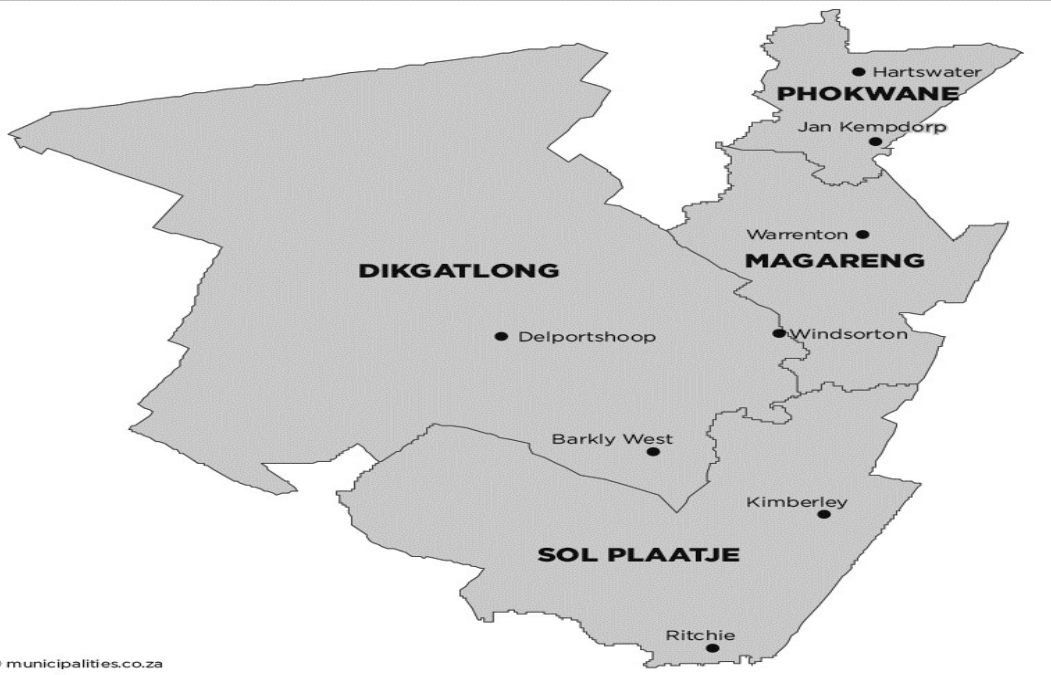 Hartswater
PHOKWANE
Jan Kempdorp
Warrenton
MAGARENG
DIKGATLONG
Windsorton
Delportshoop
Barkly West
Kimberley
SOL PLAATJE
Ritchie
municipalities.co.za